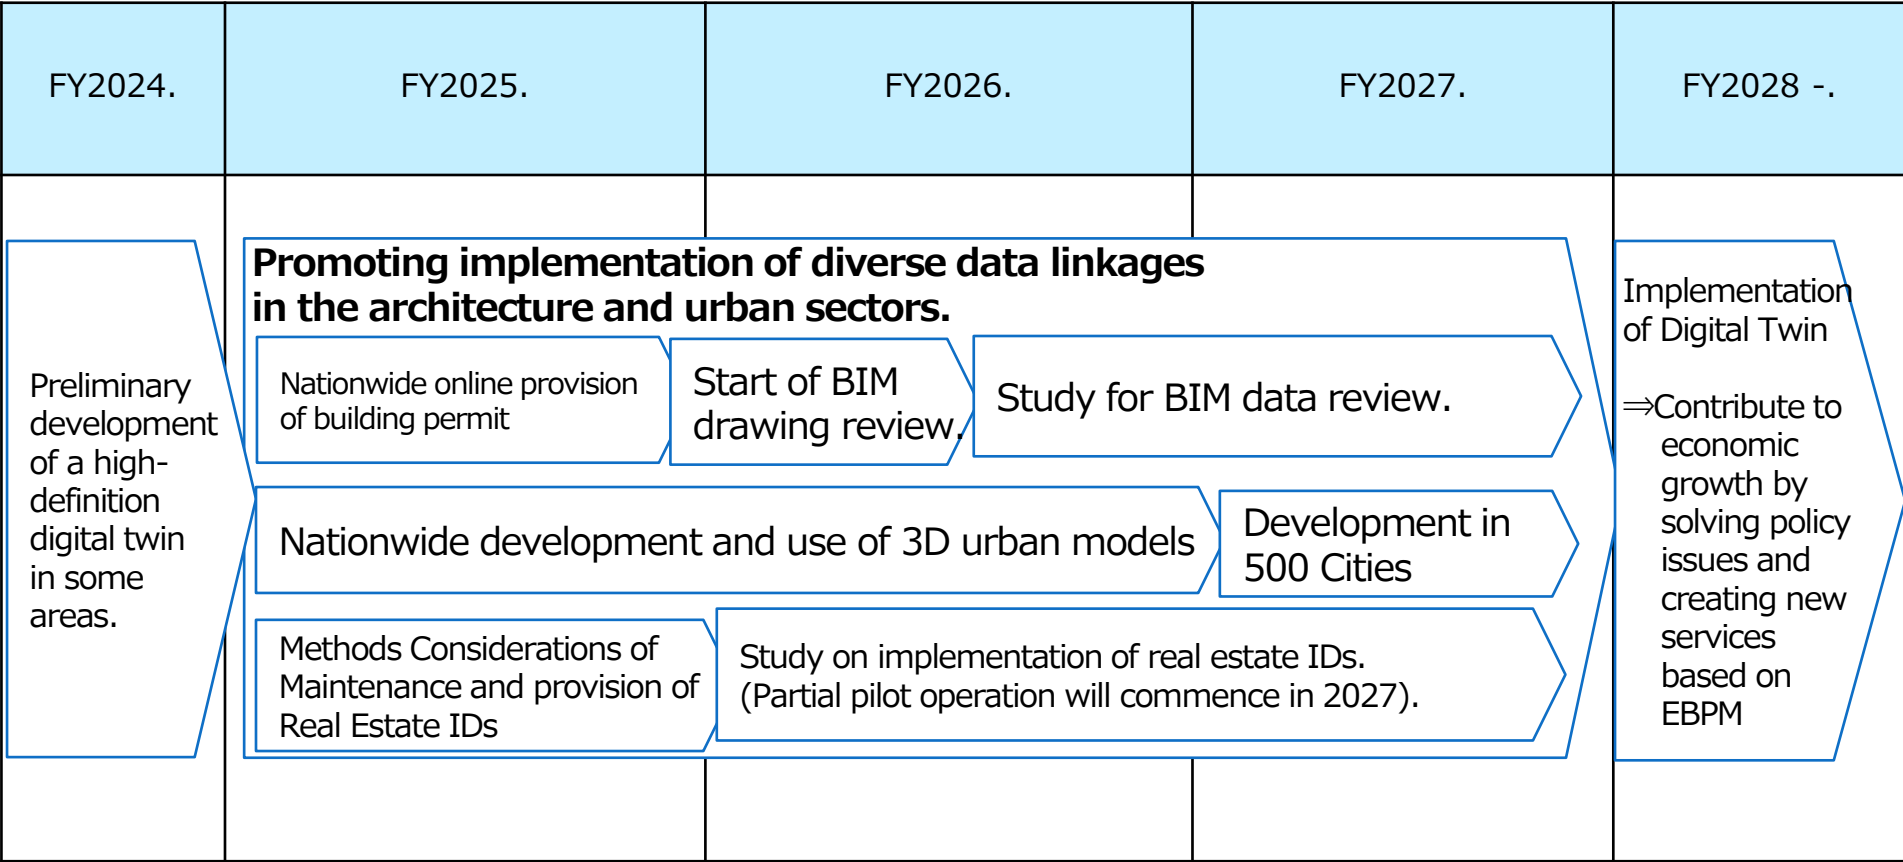 FY2024.
FY2025.
FY2026.
FY2027.
FY2028 -.
Preliminary
development
of a high-
definition
digital twin
in some
areas.
Promoting implementation of diverse data linkages
in the architecture and urban sectors.
Nationwide online provision
of building permit
Start of BIM
drawing review.
Study for BIM data review.
Nationwide development and use of 3D urban models
Development in
500 Cities
Methods Considerations of
Maintenance and provision of
Real Estate IDs
Study on implementation of real estate IDs.
(Partial pilot operation will commence in 2027).
Implementation
of Digital Twin
⇒Contribute to
economic
growth by
solving policy
issues and
creating new
services
based on
EBPM